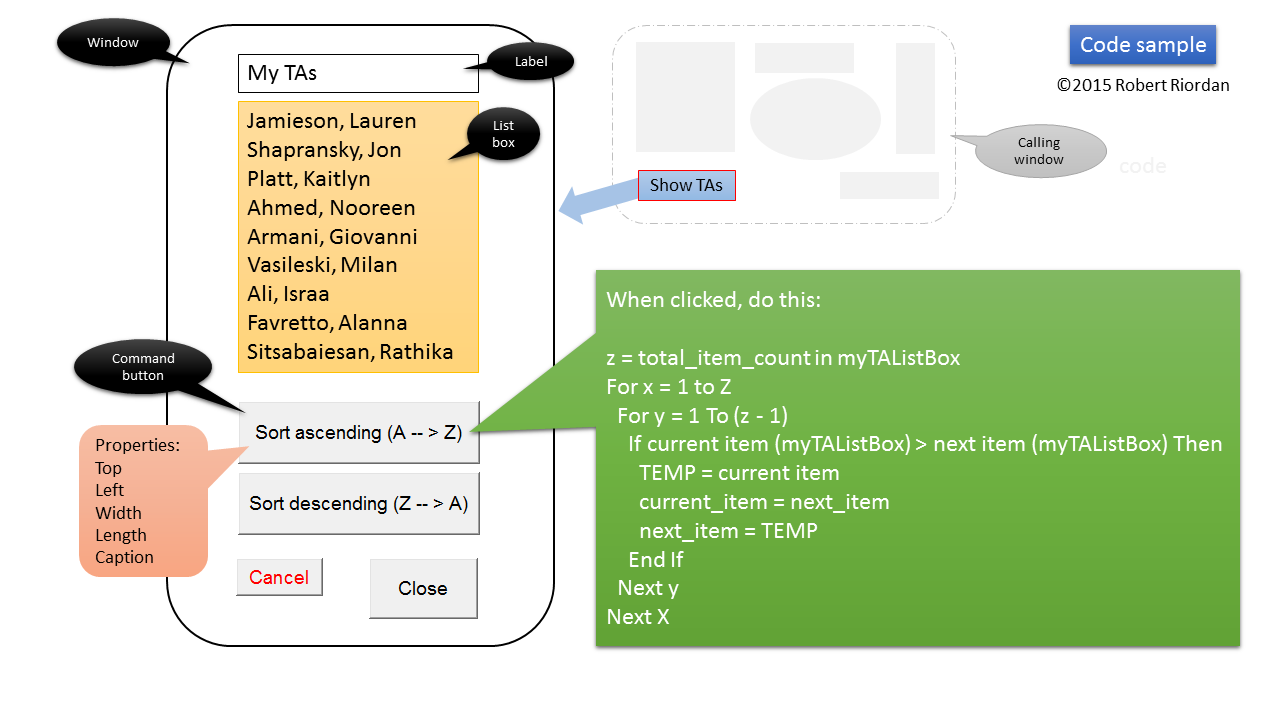 Window
My TAs
Label
Jamieson, Lauren
Shapransky, Jon
Platt, Kaitlyn
Ahmed, Nooreen
Armani, Giovanni
Vasileski, Milan
Ali, Israa
Favretto, Alanna
Sitsabaiesan, Rathika
List
box
Command
button
Sort ascending (A -- > Z)
Sort descending (Z -- > A)
Cancel
Close
Properties:
Top
Left
Width
Length
Caption
Show TAs
Calling
window
code
Code sample
©2015 Robert Riordan
When clicked, do this:
z = total_item_count in myTAListBox
For x = 1 to Z
For y = 1 To (z - 1)
If current item (myTAListBox) > next item (myTAListBox) Then
TEMP = current item
current_item = next_item
next_item = TEMP
End If
Next y
Next X